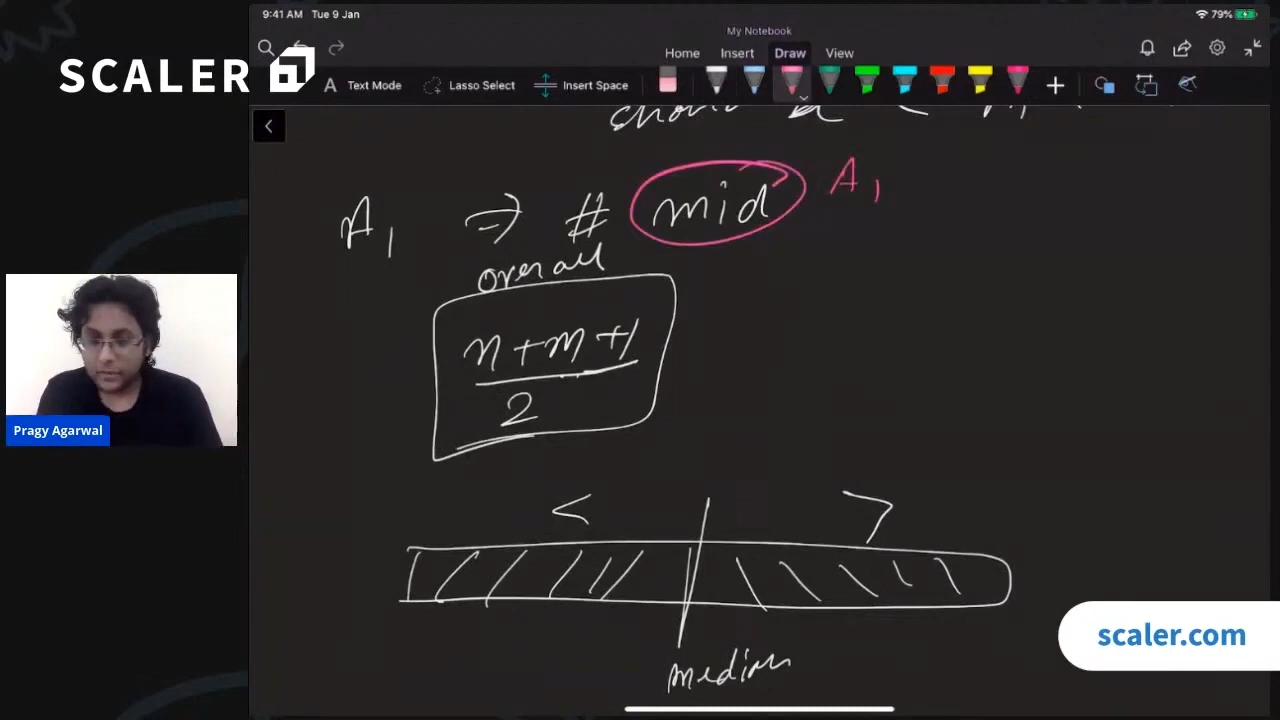 9:41 AM Tue 9 Jan
79%
My Notebook
Home Insert Draw View
SCALER
Text Mode Lasso Select Insert Space
A₁ ⇒ # mid A₁
overall
n+m+1
2
< >
median
Pragy Agarwal
scaler.com